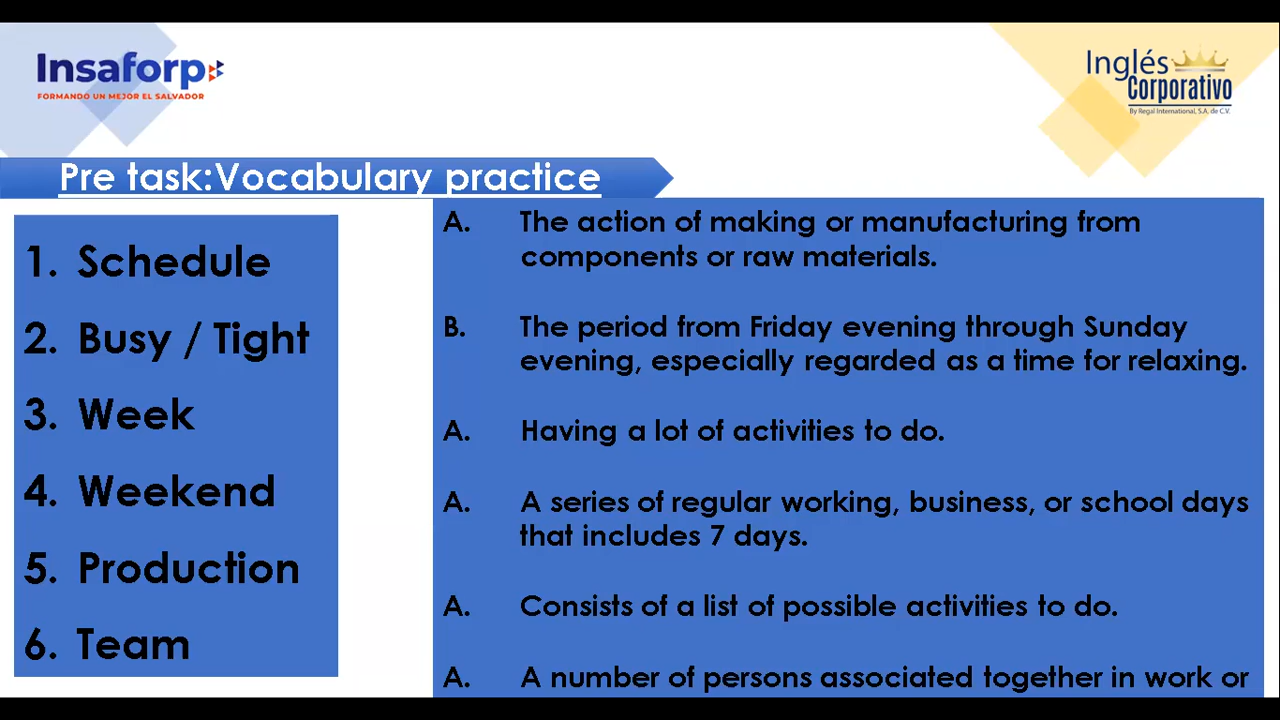 Insaforp
FORMANDO UN MEJOR EL SALVADOR
Inglés
Corporativo
By Regal International, S.A. de C.V.
Pre task:Vocabulary practice
1. Schedule
2. Busy / Tight
3. Week
4. Weekend
5. Production
6. Team
A. The action of making or manufacturing from
components or raw materials.
B. The period from Friday evening through Sunday
evening, especially regarded as a time for relaxing.
A. Having a lot of activities to do.
A. A series of regular working, business, or school days
that includes 7 days.
A. Consists of a list of possible activities to do.
A. A number of persons associated together in work or